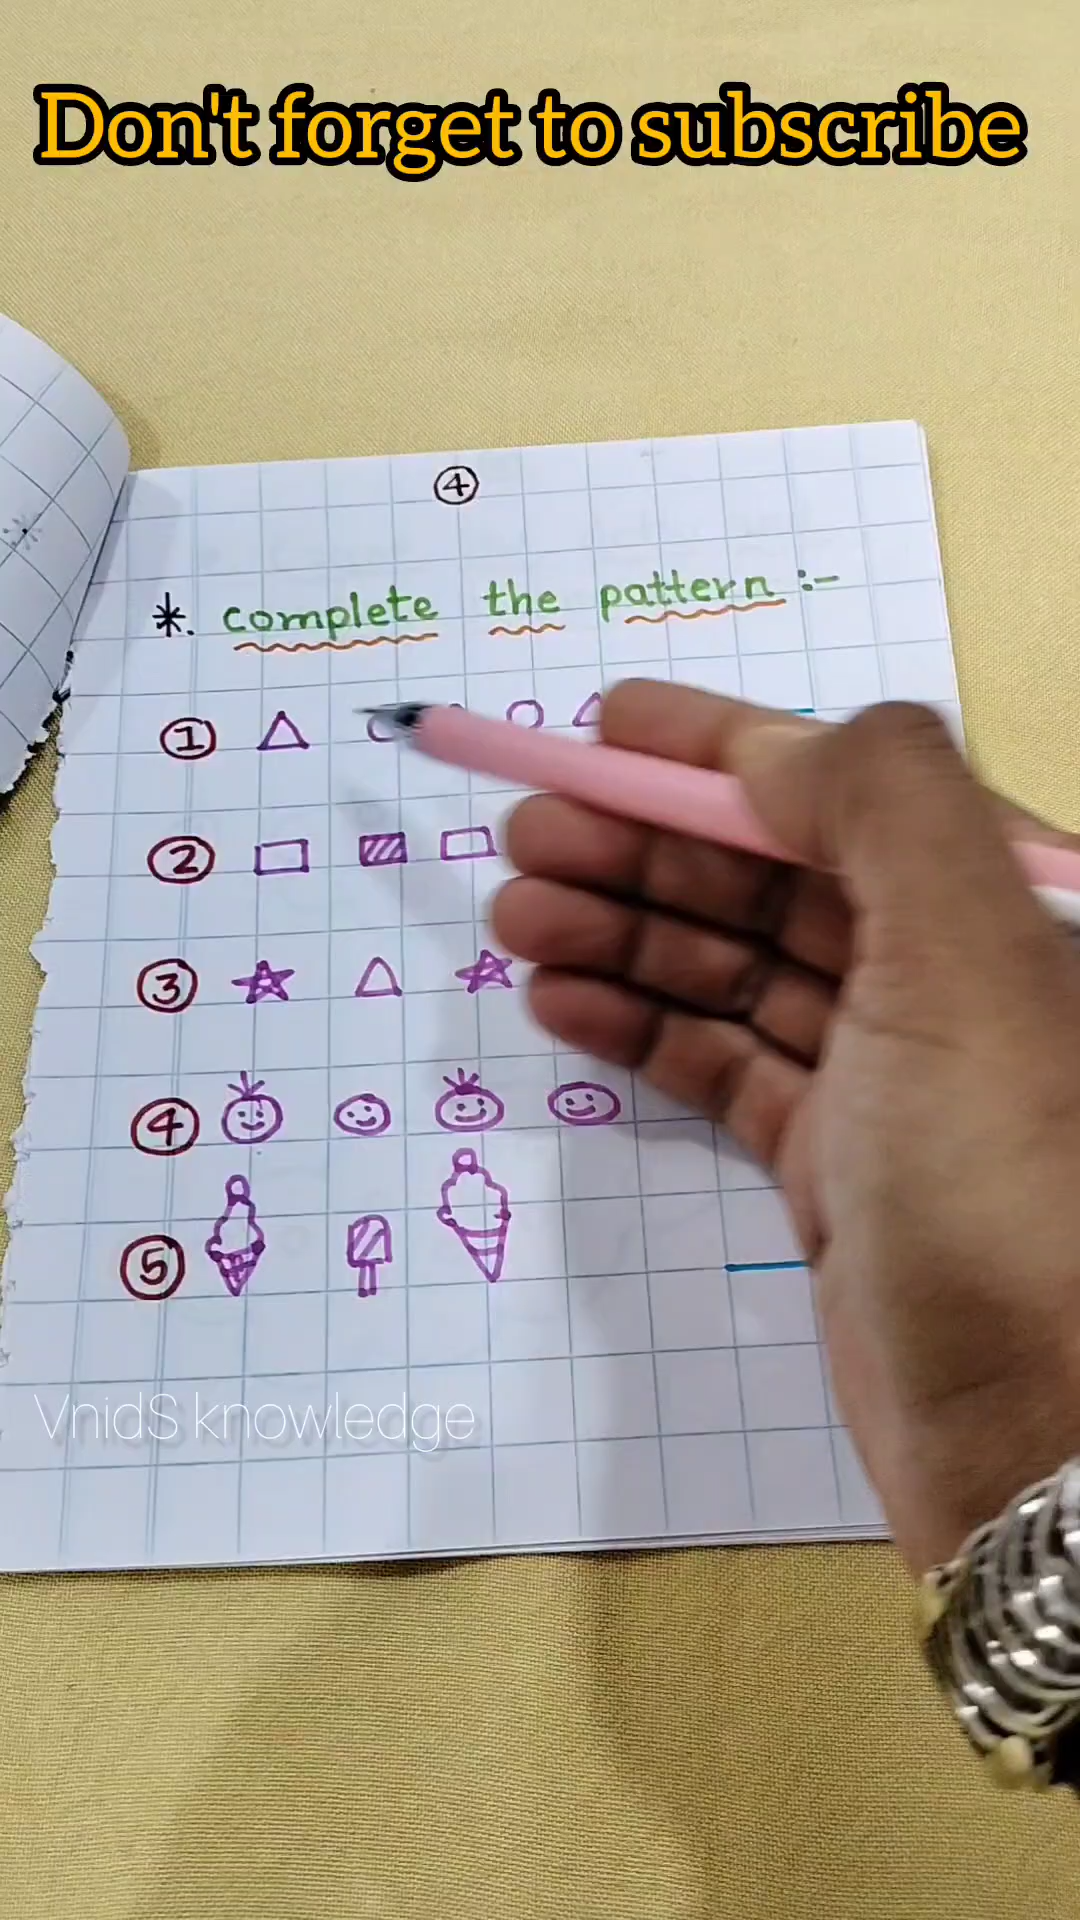 Don't forget to subscribe
4
*. complete the pattern :-
1
2
3
4
5
VnidS knowledge